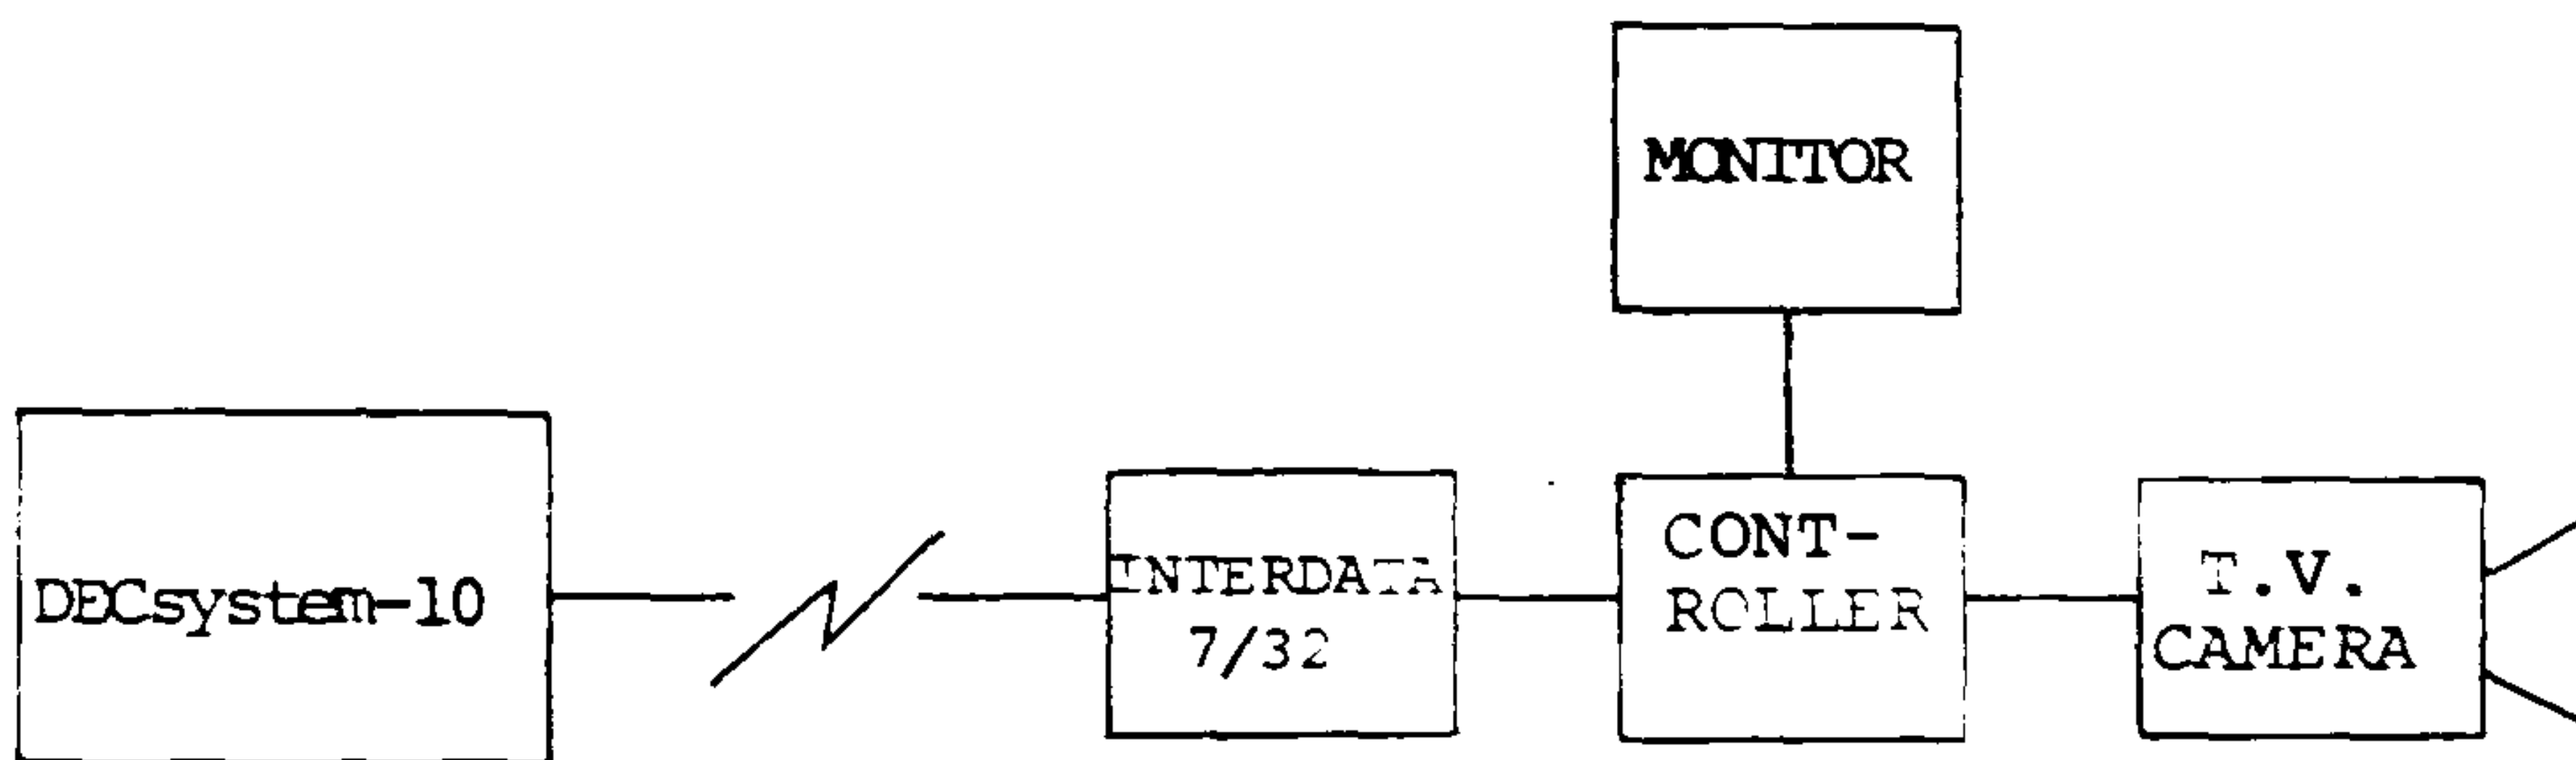 MONITOR
DECsystem-10
INTERDATA
7/32
CONT-
ROLLER
T.V.
CAMERA